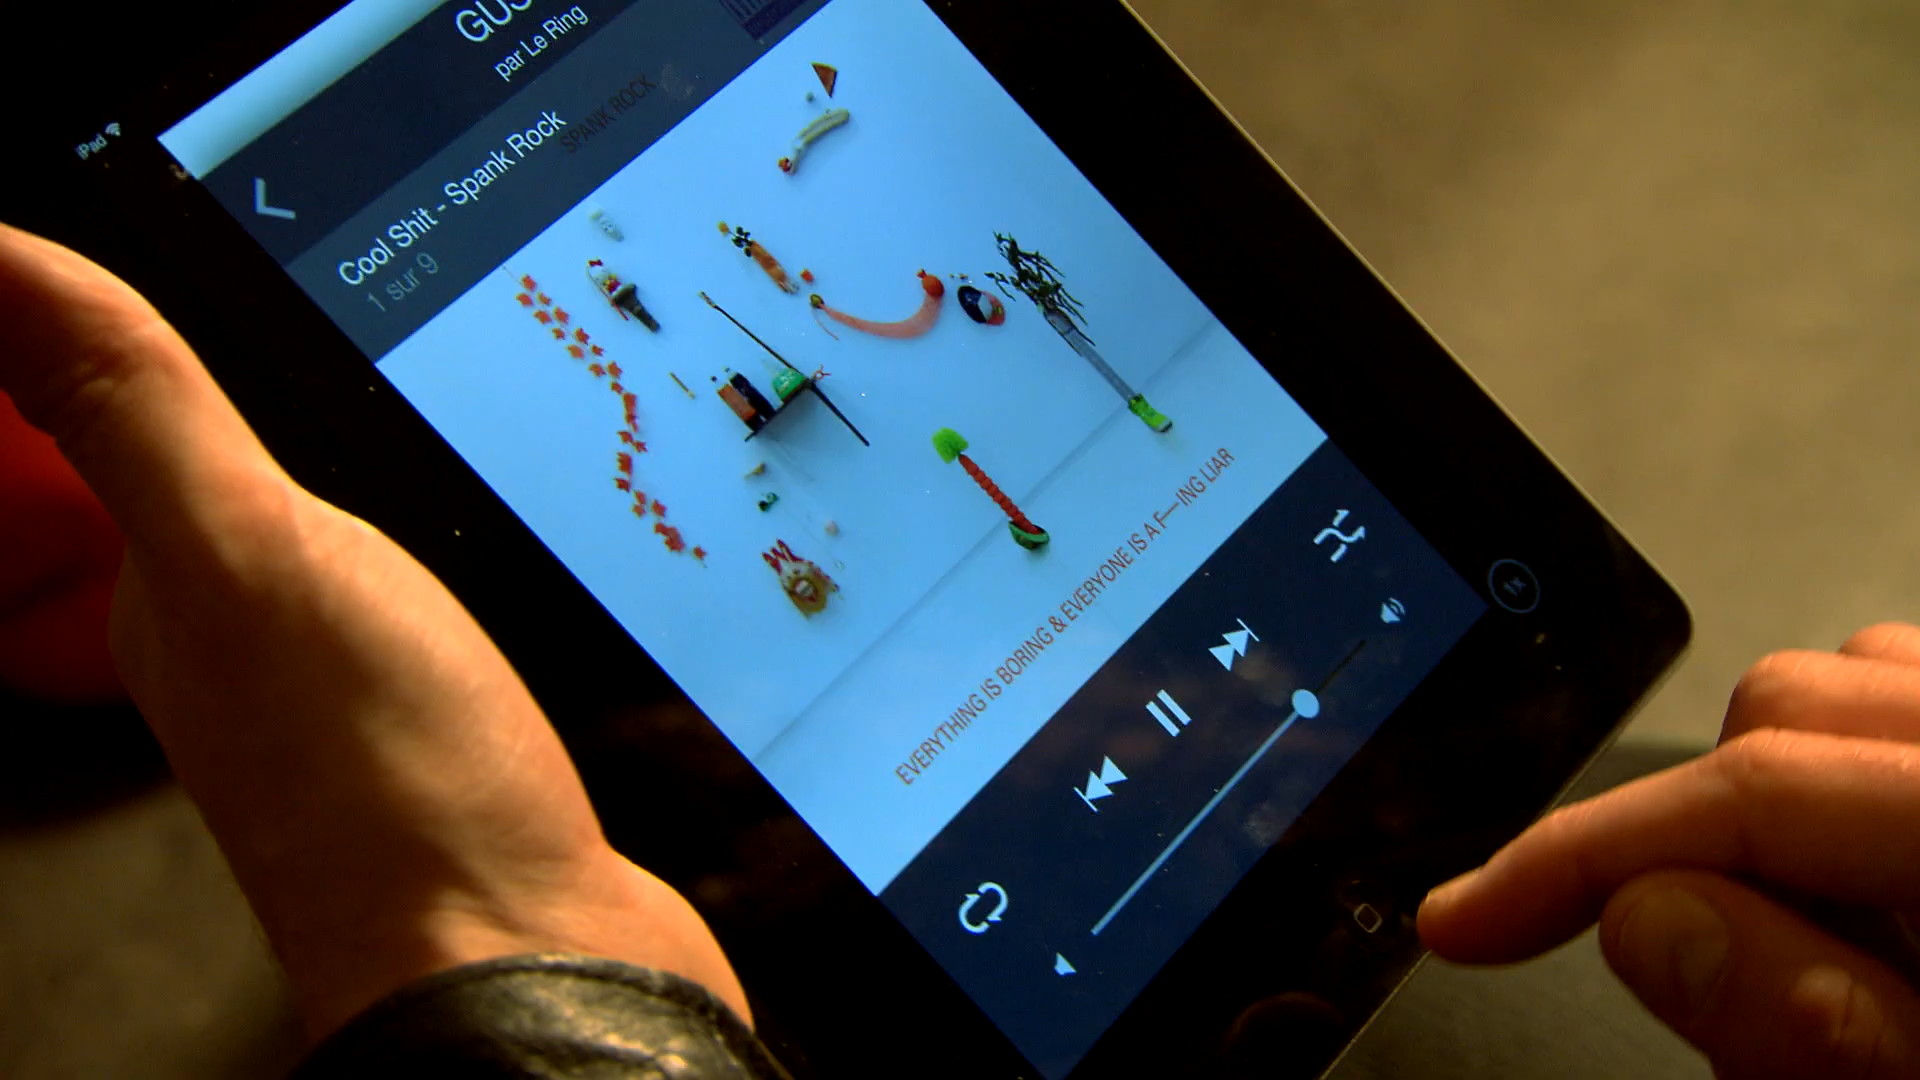 iPad
par Le Ring
Cool Shit - Spank Rock
1 sur 9
SPANK ROCK
EVERYTHING IS BORING & EVERYONE IS A F—ING LIAR
1x